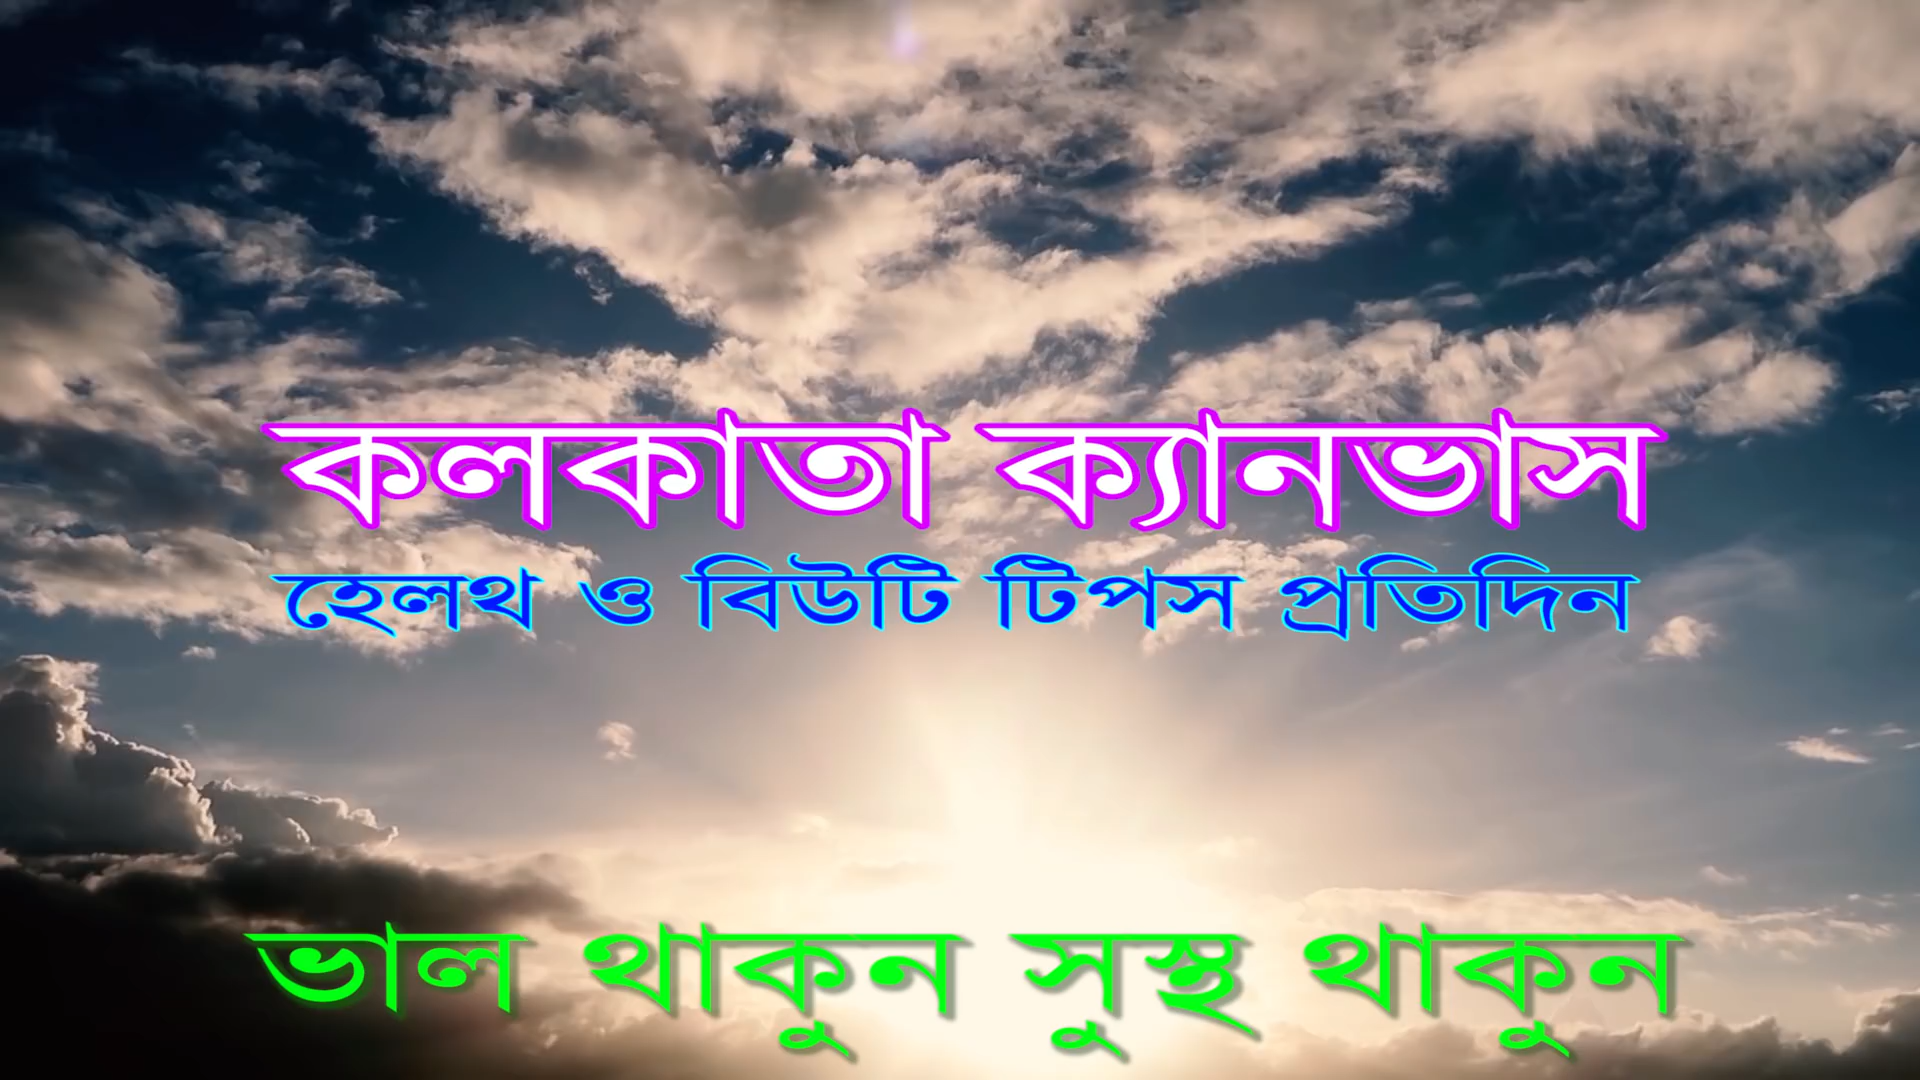 কলকাতা ক্যানভাস
হেলথ ও বিউটি টিপস প্রতিদিন
ভাল থাকুন সুস্থ থাকুন